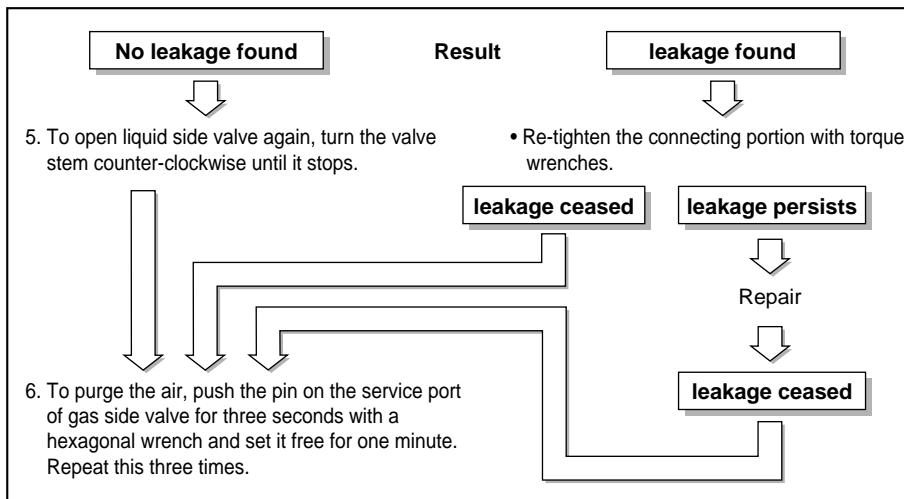 No leakage found
Result
leakage found
5. To open liquid side valve again, turn the valve
stem counter-clockwise until it stops.
• Re-tighten the connecting portion with torque
wrenches.
leakage ceased
leakage persists
Repair
leakage ceased
6. To purge the air, push the pin on the service port
of gas side valve for three seconds with a
hexagonal wrench and set it free for one minute.
Repeat this three times.